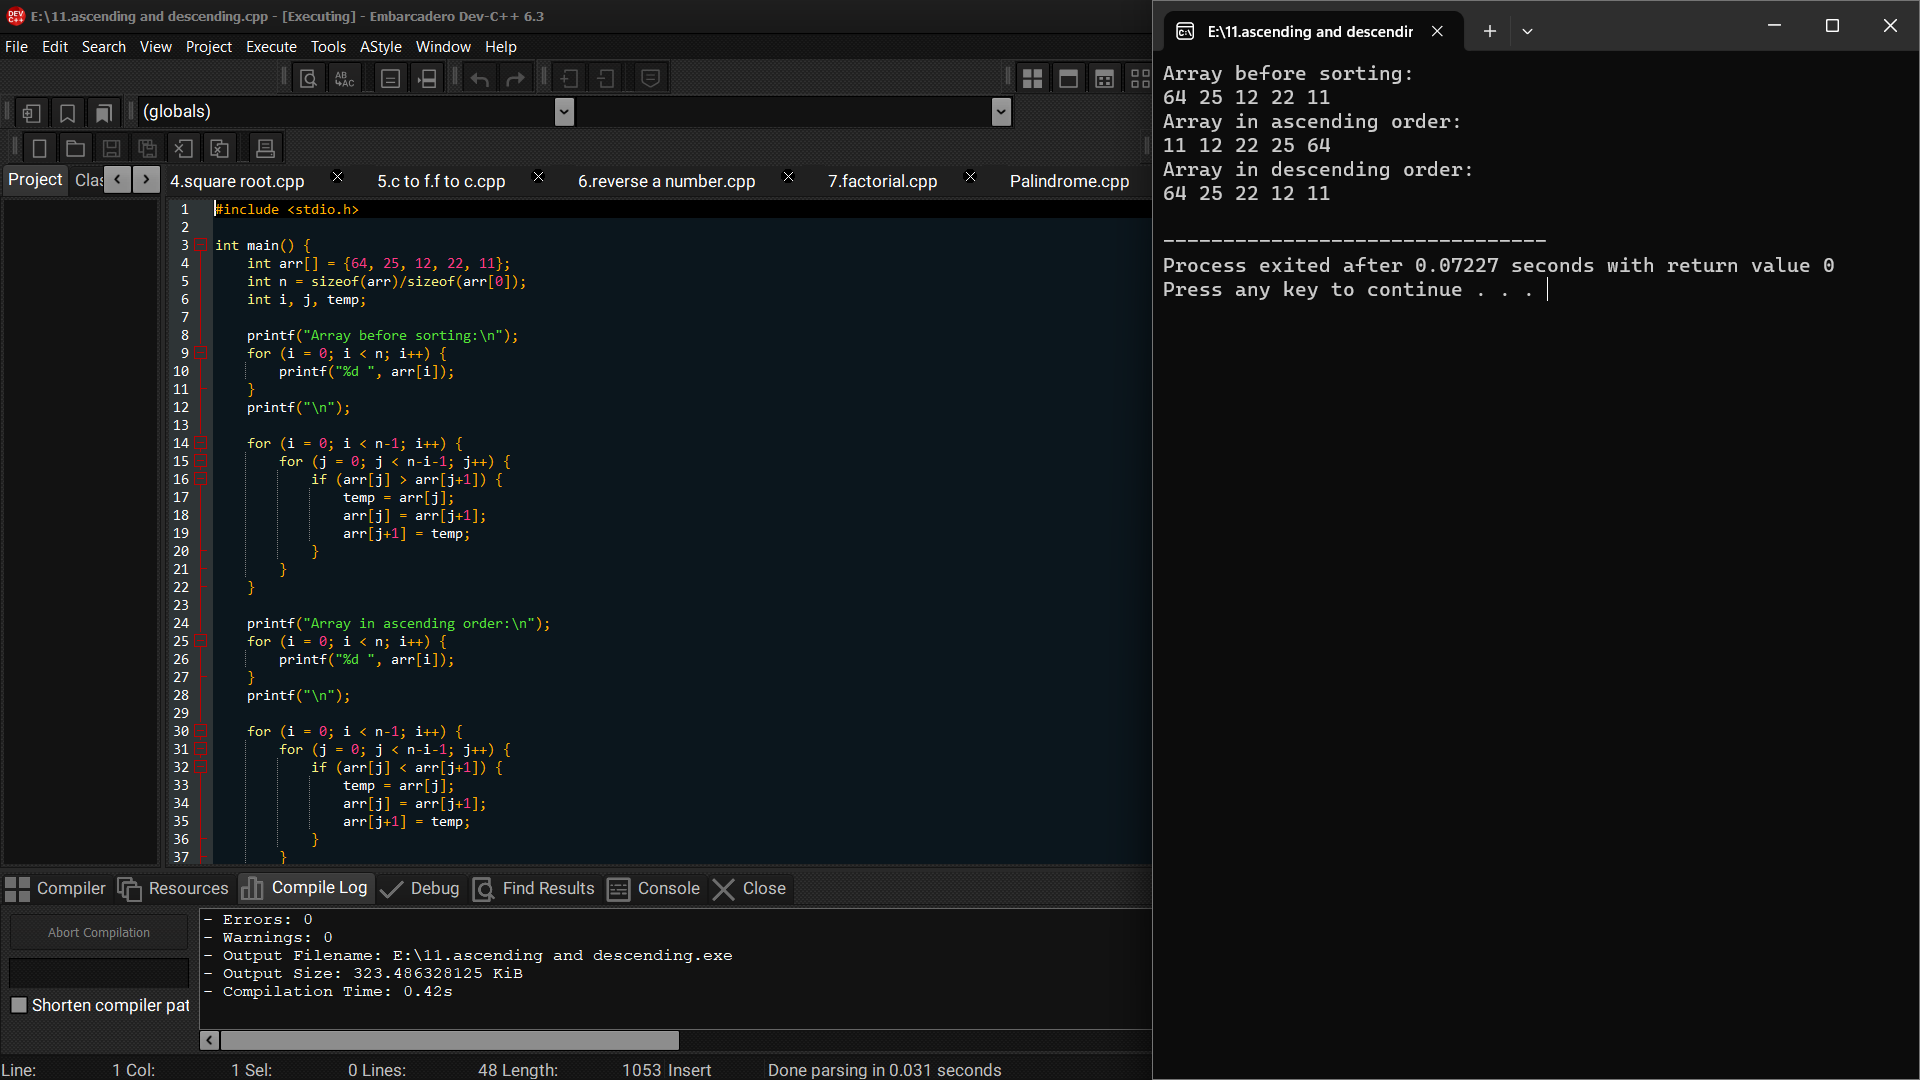 E:\11.ascending and descending.cpp - [Executing] - Embarcadero Dev-C++ 6.3
File Edit Search View Project Execute Tools AStyle Window Help
(globals)
Project Clas
4.square root.cpp 5.c to f.f to c.cpp 6.reverse a number.cpp 7.factorial.cpp Palindrome.cpp
1 #include <stdio.h>
2
3 int main() {
4 int arr[] = {64, 25, 12, 22, 11};
5 int n = sizeof(arr)/sizeof(arr[0]);
6 int i, j, temp;
7
8 printf("Array before sorting:\n");
9 for (i = 0; i < n; i++) {
10 printf("%d ", arr[i]);
11 }
12 printf("\n");
13
14 for (i = 0; i < n-1; i++) {
15 for (j = 0; j < n-i-1; j++) {
16 if (arr[j] > arr[j+1]) {
17 temp = arr[j];
18 arr[j] = arr[j+1];
19 arr[j+1] = temp;
20 }
21 }
22 }
23
24 printf("Array in ascending order:\n");
25 for (i = 0; i < n; i++) {
26 printf("%d ", arr[i]);
27 }
28 printf("\n");
29
30 for (i = 0; i < n-1; i++) {
31 for (j = 0; j < n-i-1; j++) {
32 if (arr[j] < arr[j+1]) {
33 temp = arr[j];
34 arr[j] = arr[j+1];
35 arr[j+1] = temp;
36 }
37 }
Compiler Resources Compile Log Debug Find Results Console Close
Abort Compilation
Shorten compiler pat
- Errors: 0
- Warnings: 0
- Output Filename: E:\11.ascending and descending.exe
- Output Size: 323.486328125 KiB
- Compilation Time: 0.42s
Line: 1 Col: 1 Sel: 0 Lines: 48 Length: 1053 Insert Done parsing in 0.031 seconds
E:\11.ascending and descendir
Array before sorting:
64 25 12 22 11
Array in ascending order:
11 12 22 25 64
Array in descending order:
64 25 22 12 11
--------------------------------
Process exited after 0.07227 seconds with return value 0
Press any key to continue . . .